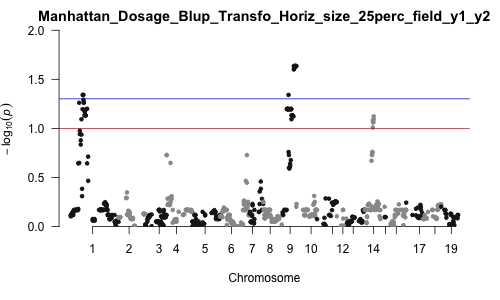 Manhattan_Dosage_Blup_Transfo_Horiz_size_25perc_field_y1_y2
2.0
1.5
1.0
0.5
0.0
− log10(p)
1 2 3 4 5 6 7 8 9 10 12 14 17 19
Chromosome